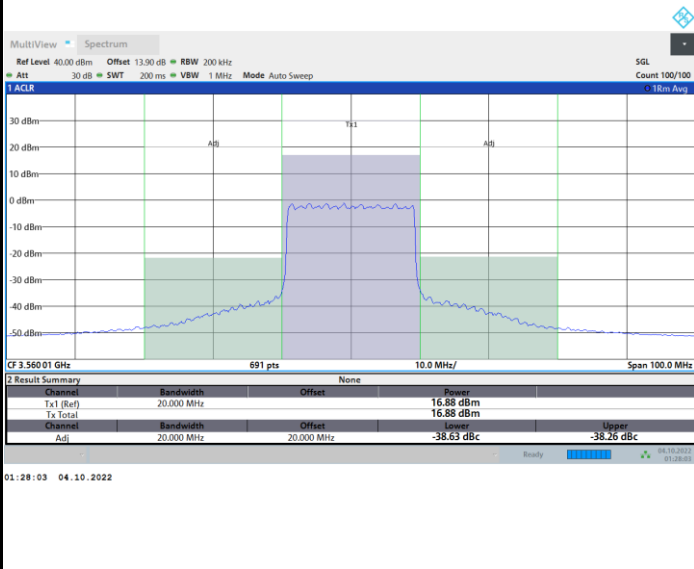 MultiView Spectrum
Ref Level 40.00 dBm Offset 13.90 dB RBW 200 kHz SGL
Att 30 dB SWT 200 ms VBW 1 MHz Mode Auto Sweep Count 100/100
1 ACLR 1Rm Avg
30 dBm
Tx1
20 dBm
Adj Adj
10 dBm
0 dBm
-10 dBm
-20 dBm
-30 dBm
-40 dBm
-50 dBm
CF 3.560 01 GHz 691 pts 10.0 MHz/ Span 100.0 MHz
2 Result Summary None
Channel Bandwidth Offset Power
Tx1 (Ref) 20.000 MHz 16.88 dBm
Tx Total 16.88 dBm
Channel Bandwidth Offset Lower Upper
Adj 20.000 MHz 20.000 MHz -38.63 dBc -38.26 dBc
Ready 04.10.2022
01:28:03
01:28:03 04.10.2022